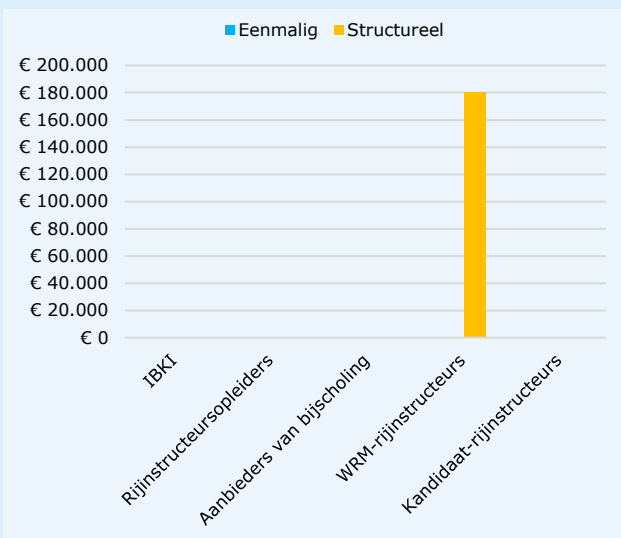 Eenmalig Structureel
€ 200.000
€ 180.000
€ 160.000
€ 140.000
€ 120.000
€ 100.000
€ 80.000
€ 60.000
€ 40.000
€ 20.000
€ 0
IBKI
Rijinstructeursopleiders
Aanbieders van bijscholing
WRM-rijinstructeurs
Kandidaat-rijinstructeurs